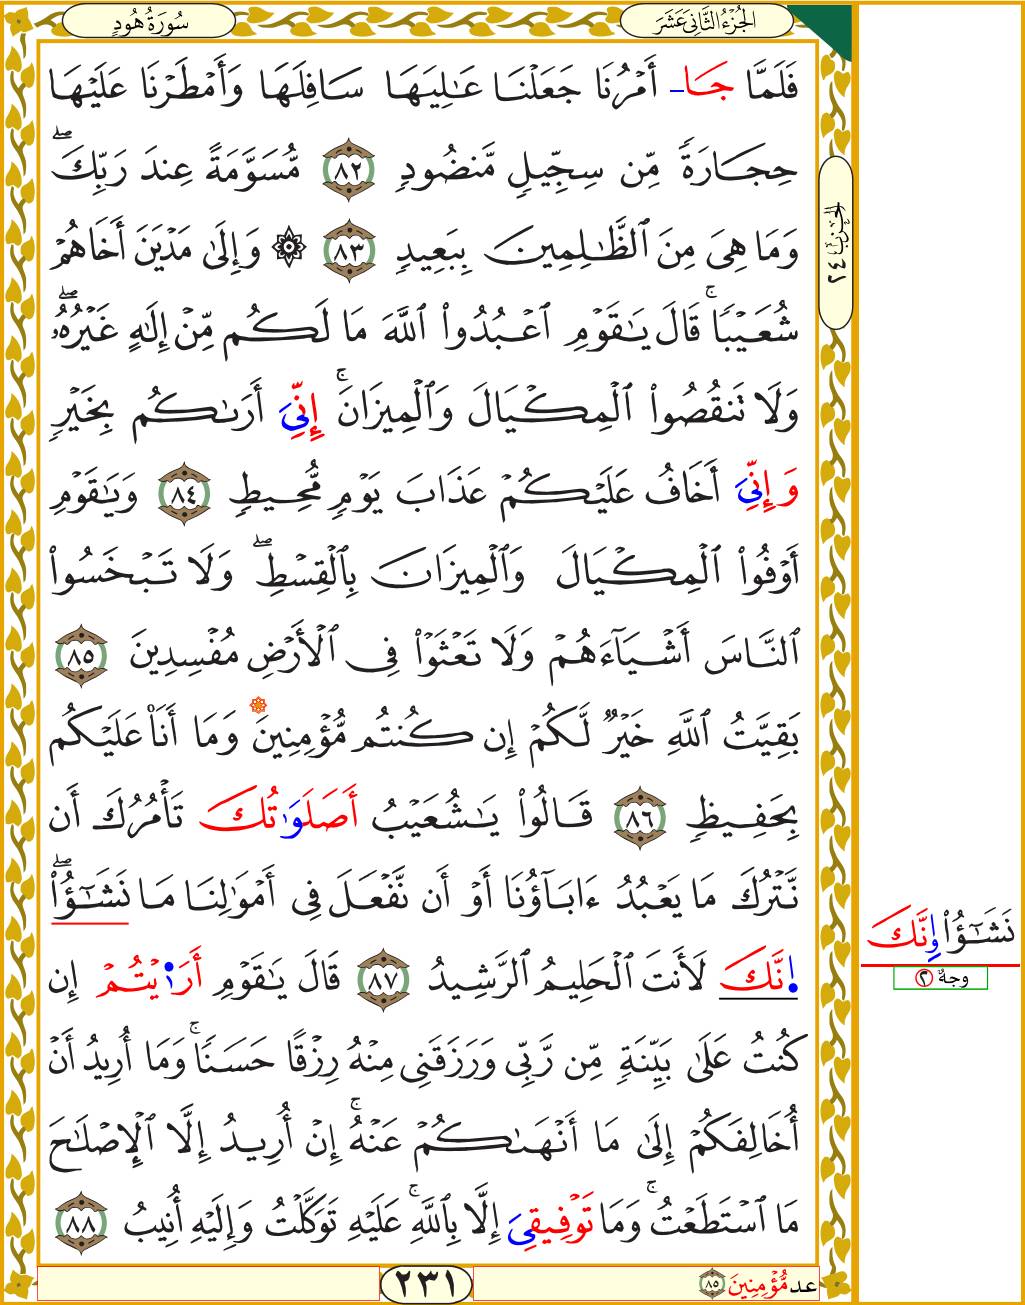 سُورَةُ هُودٍ
الجُزْءُ الثَّانِي عَشَرَ
فَلَمَّا جَا۬ أَمْرُنَا جَعَلْنَا عَٰلِيَهَا سَافِلَهَا وَأَمْطَرْنَا عَلَيْهَا
حِجَارَةٗ مِّن سِجِّيلٖ مَّنضُودٖ ٨٢ مُّسَوَّمَةً عِندَ رَبِّكَۖ
وَمَا هِيَ مِنَ ٱلظَّٰلِمِينَ بِبَعِيدٖ ٨٣ ۞ وَإِلَىٰ مَدْيَنَ أَخَاهُمْ
شُعَيْبٗاۚ قَالَ يَٰقَوْمِ ٱعْبُدُواْ ٱللَّهَ مَا لَكُم مِّنْ إِلَٰهٍ غَيْرُهُۥۖ
وَلَا تَنقُصُواْ ٱلْمِكْيَالَ وَٱلْمِيزَانَۚ إِنِّيَ أَرَىٰكُم بِخَيْرٖ
وَإِنِّيَ أَخَافُ عَلَيْكُمْ عَذَابَ يَوْمٖ مُّحِيطٖ ٨٤ وَيَٰقَوْمِ
أَوْفُواْ ٱلْمِكْيَالَ وَٱلْمِيزَانَ بِٱلْقِسْطِۖ وَلَا تَبْخَسُواْ
ٱلنَّاسَ أَشْيَآءَهُمْ وَلَا تَعْثَوْاْ فِي ٱلْأَرْضِ مُفْسِدِينَ ٨٥
بَقِيَّتُ ٱللَّهِ خَيْرٞ لَّكُمْ إِن كُنتُم مُّؤْمِنِينَ وَمَا أَنَا۠ عَلَيْكُم
بِحَفِيظٖ ٨٦ قَالُواْ يَٰشُعَيْبُ أَصَلَوَٰتُكَ تَأْمُرُكَ أَن
نَّتْرُكَ مَا يَعْبُدُ ءَابَآؤُنَا أَوْ أَن نَّفْعَلَ فِي أَمْوَٰلِنَا مَا نَشَٰٓؤُاْۖ
اِ۪نَّكَ لَأَنتَ ٱلْحَلِيمُ ٱلرَّشِيدُ ٨٧ قَالَ يَٰقَوْمِ أَرَٰ۬يْتُمْ إِن
كُنتُ عَلَىٰ بَيِّنَةٖ مِّن رَّبِّي وَرَزَقَنِي مِنْهُ رِزْقًا حَسَنٗاۚ وَمَا أُرِيدُ أَنْ
أُخَالِفَكُمْ إِلَىٰ مَا أَنْهَىٰكُمْ عَنْهُۚ إِنْ أُرِيدُ إِلَّا ٱلْإِصْلَٰحَ
مَا ٱسْتَطَعْتُۚ وَمَا تَوْفِيقِيَ إِلَّا بِٱللَّهِۚ عَلَيْهِ تَوَكَّلْتُ وَإِلَيْهِ أُنِيبُ ٨٨
الحزب ٢٤
نَشَٰٓؤُاْ وِنَّكَ
وجهٌ ٢
٢٣١
عد مُّؤْمِنِينَ ٨٥